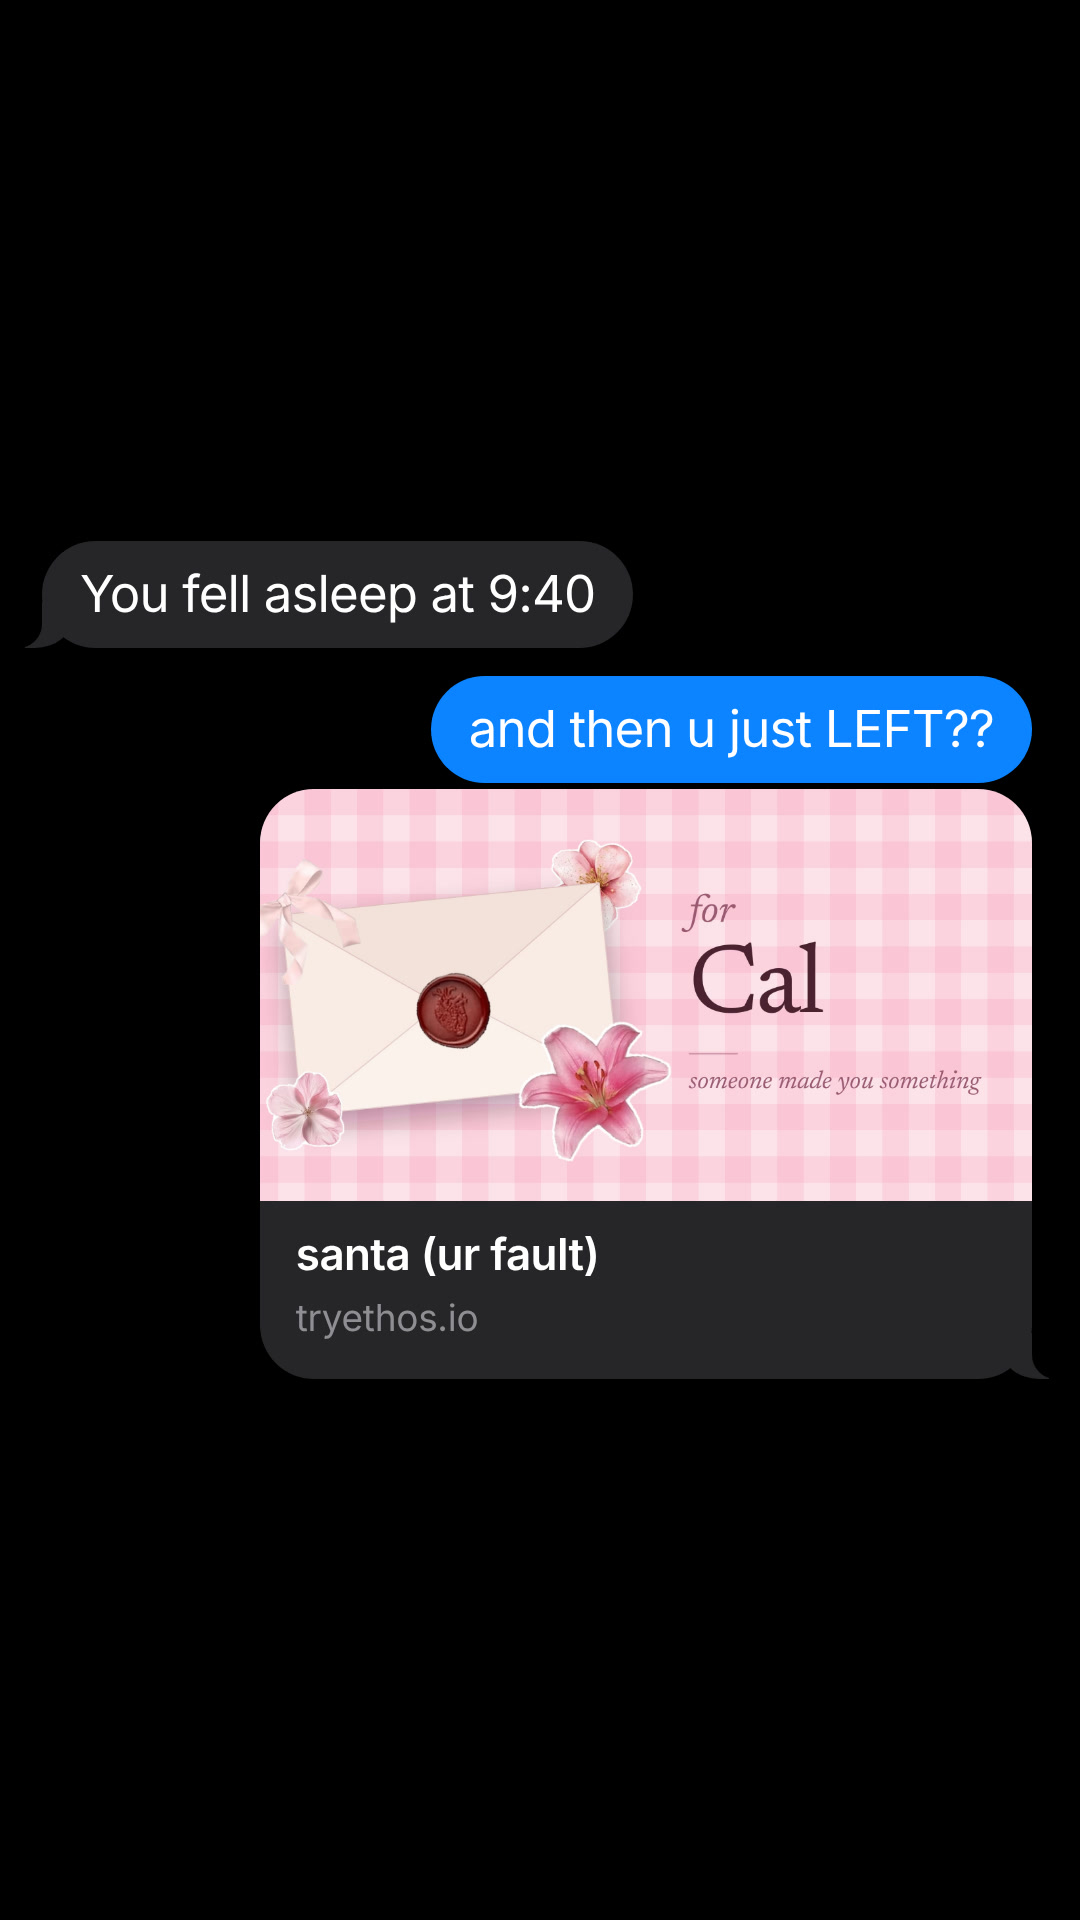 You fell asleep at 9:40
and then u just LEFT??
for
Cal
someone made you something
santa (ur fault)
tryethos.io